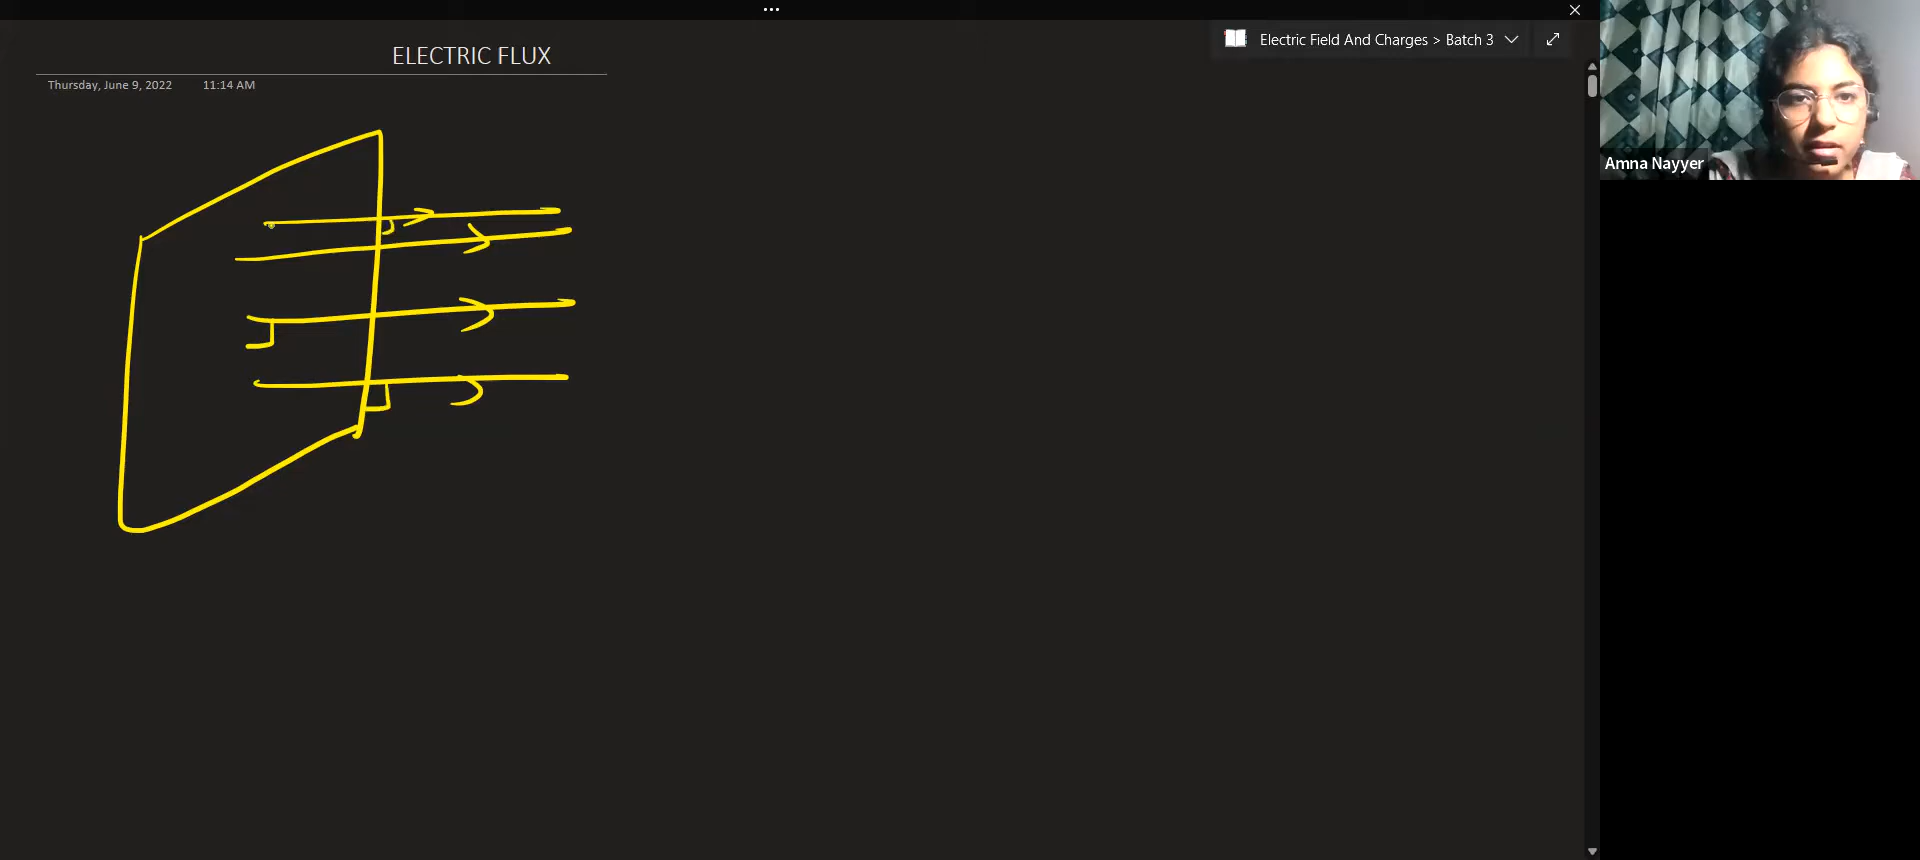 Electric Field And Charges > Batch 3
ELECTRIC FLUX
Thursday, June 9, 2022 11:14 AM
Amna Nayyer